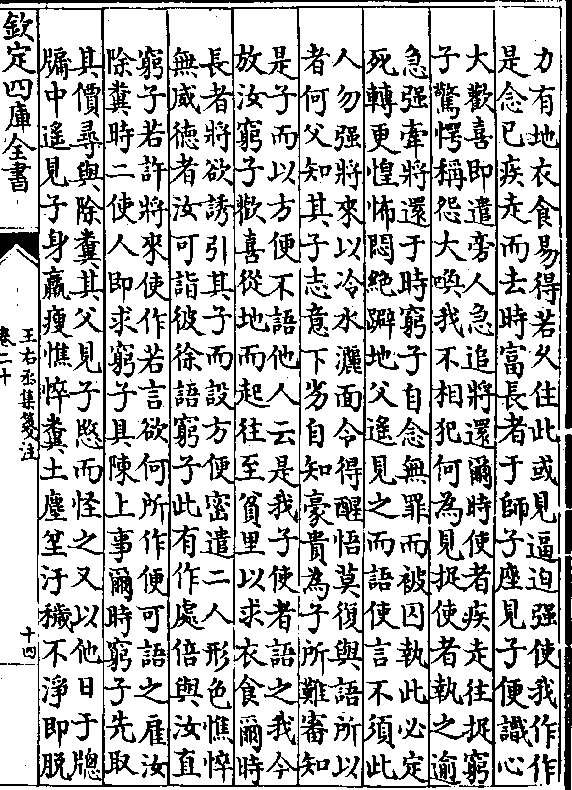 力有地衣食易得若久住此或見逼迫强使我作作
是念已疾走而去時富長者于師子座見子便識心
大歡喜即遣旁人急追將還爾時使者疾走往捉窮
子驚愕稱怨大喚我不相犯何為見捉使者執之逾
急强牽將還于時窮子自念無罪而被囚執此必定
死轉更惶怖悶絶躃地父遙見之而語使言不須此
人勿强將來以冷水灑面令得醒悟莫復與語所以
者何父知其子志意下劣自知豪貴為子所難審知
是子而以方便不語他人云是我子使者語之我今
放汝窮子歡喜從地而起往至貧里以求衣食爾時
長者將欲誘引其子而設方便密遣二人形色憔悴
無威德者汝可詣彼徐語窮子此有作處倍與汝直
窮子若許將來使作若言欲何所作便可語之雇汝
除糞時二使人即求窮子具陳上事爾時窮子先取
其價尋與除糞其父見子愍而怪之又以他日于牕
牖中遙見子身羸瘦憔悴糞土塵坌汙穢不淨即脱
欽定四庫全書
王右丞集箋注
卷二十
十四